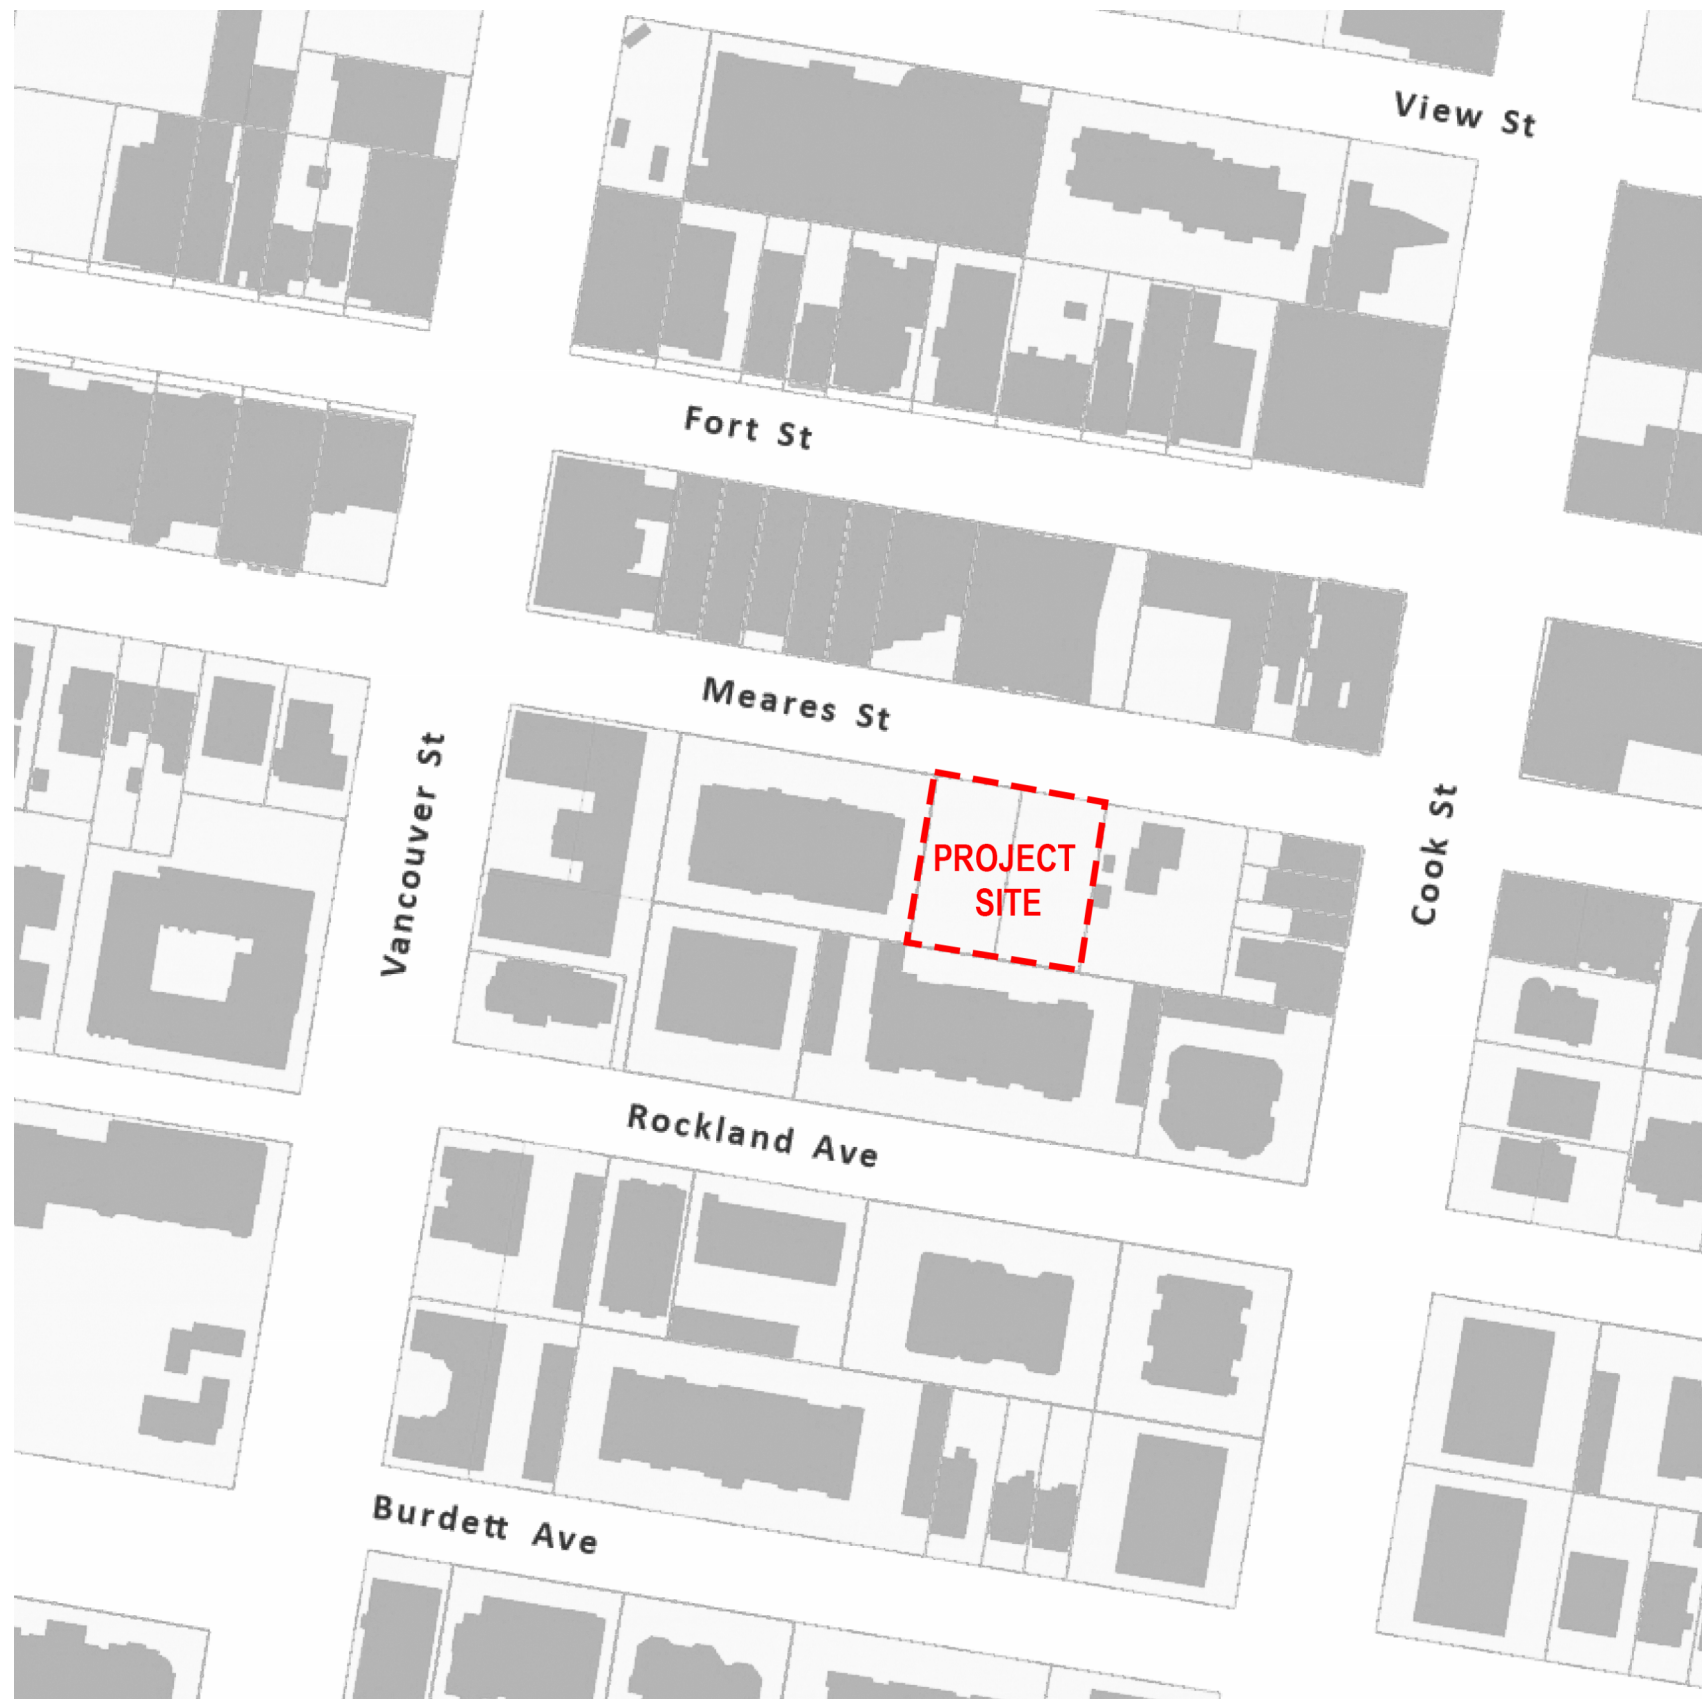 View St
Fort St
Meares St
Vancouver St
Cook St
PROJECT
SITE
Rockland Ave
Burdett Ave